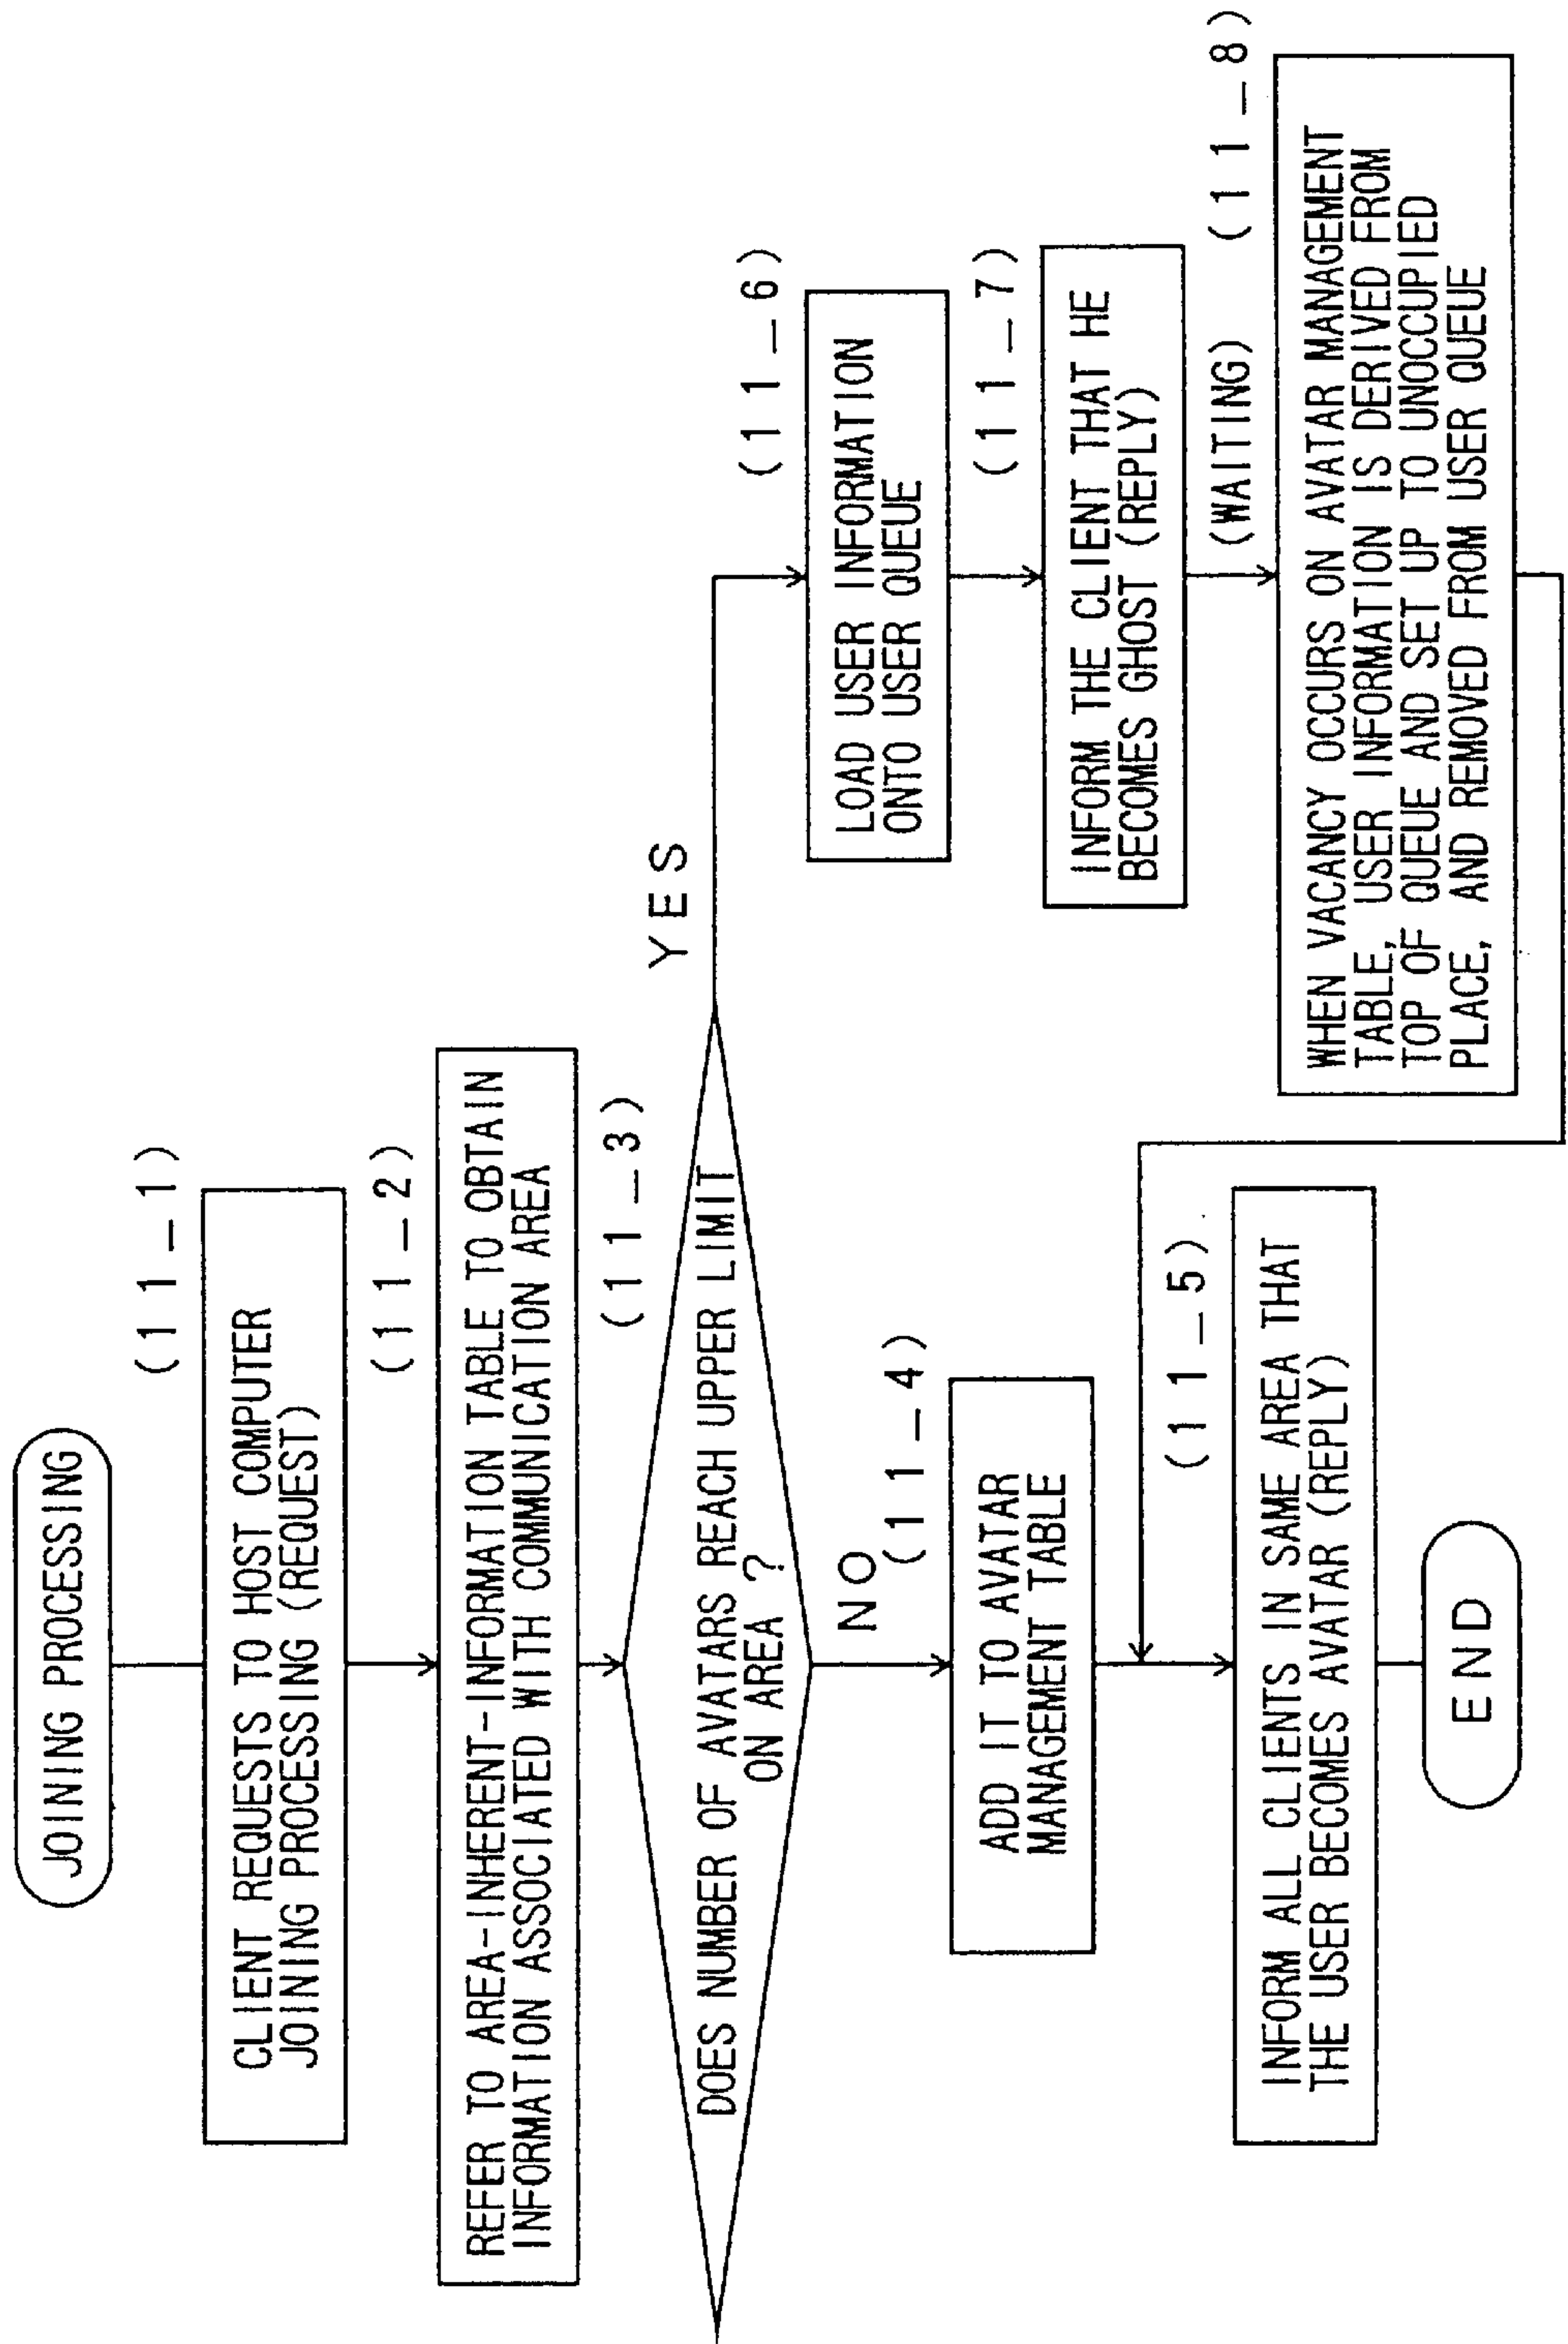 JOINING PROCESSING
(11_1)
CLIENT REQUESTS TO HOST COMPUTER
JOINING PROCESSING (REQUEST)
(11_2)
REFER TO AREA-INHERENT-INFORMATION TABLE TO OBTAIN
INFORMATION ASSOCIATED WITH COMMUNICATION AREA
(11_3)
DOES NUMBER OF AVATARS REACH UPPER LIMIT
ON AREA ?
NO
(11_4)
ADD IT TO AVATAR
MANAGEMENT TABLE
(11_5)
INFORM ALL CLIENTS IN SAME AREA THAT
THE USER BECOMES AVATAR (REPLY)
END
YES
(11_6)
LOAD USER INFORMATION
ONTO USER QUEUE
(11_7)
INFORM THE CLIENT THAT HE
BECOMES GHOST (REPLY)
(WAITING)
(11_8)
WHEN VACANCY OCCURS ON AVATAR MANAGEMENT
TABLE, USER INFORMATION IS DERIVED FROM
TOP OF QUEUE AND SET UP TO UNOCCUPIED
PLACE, AND REMOVED FROM USER QUEUE